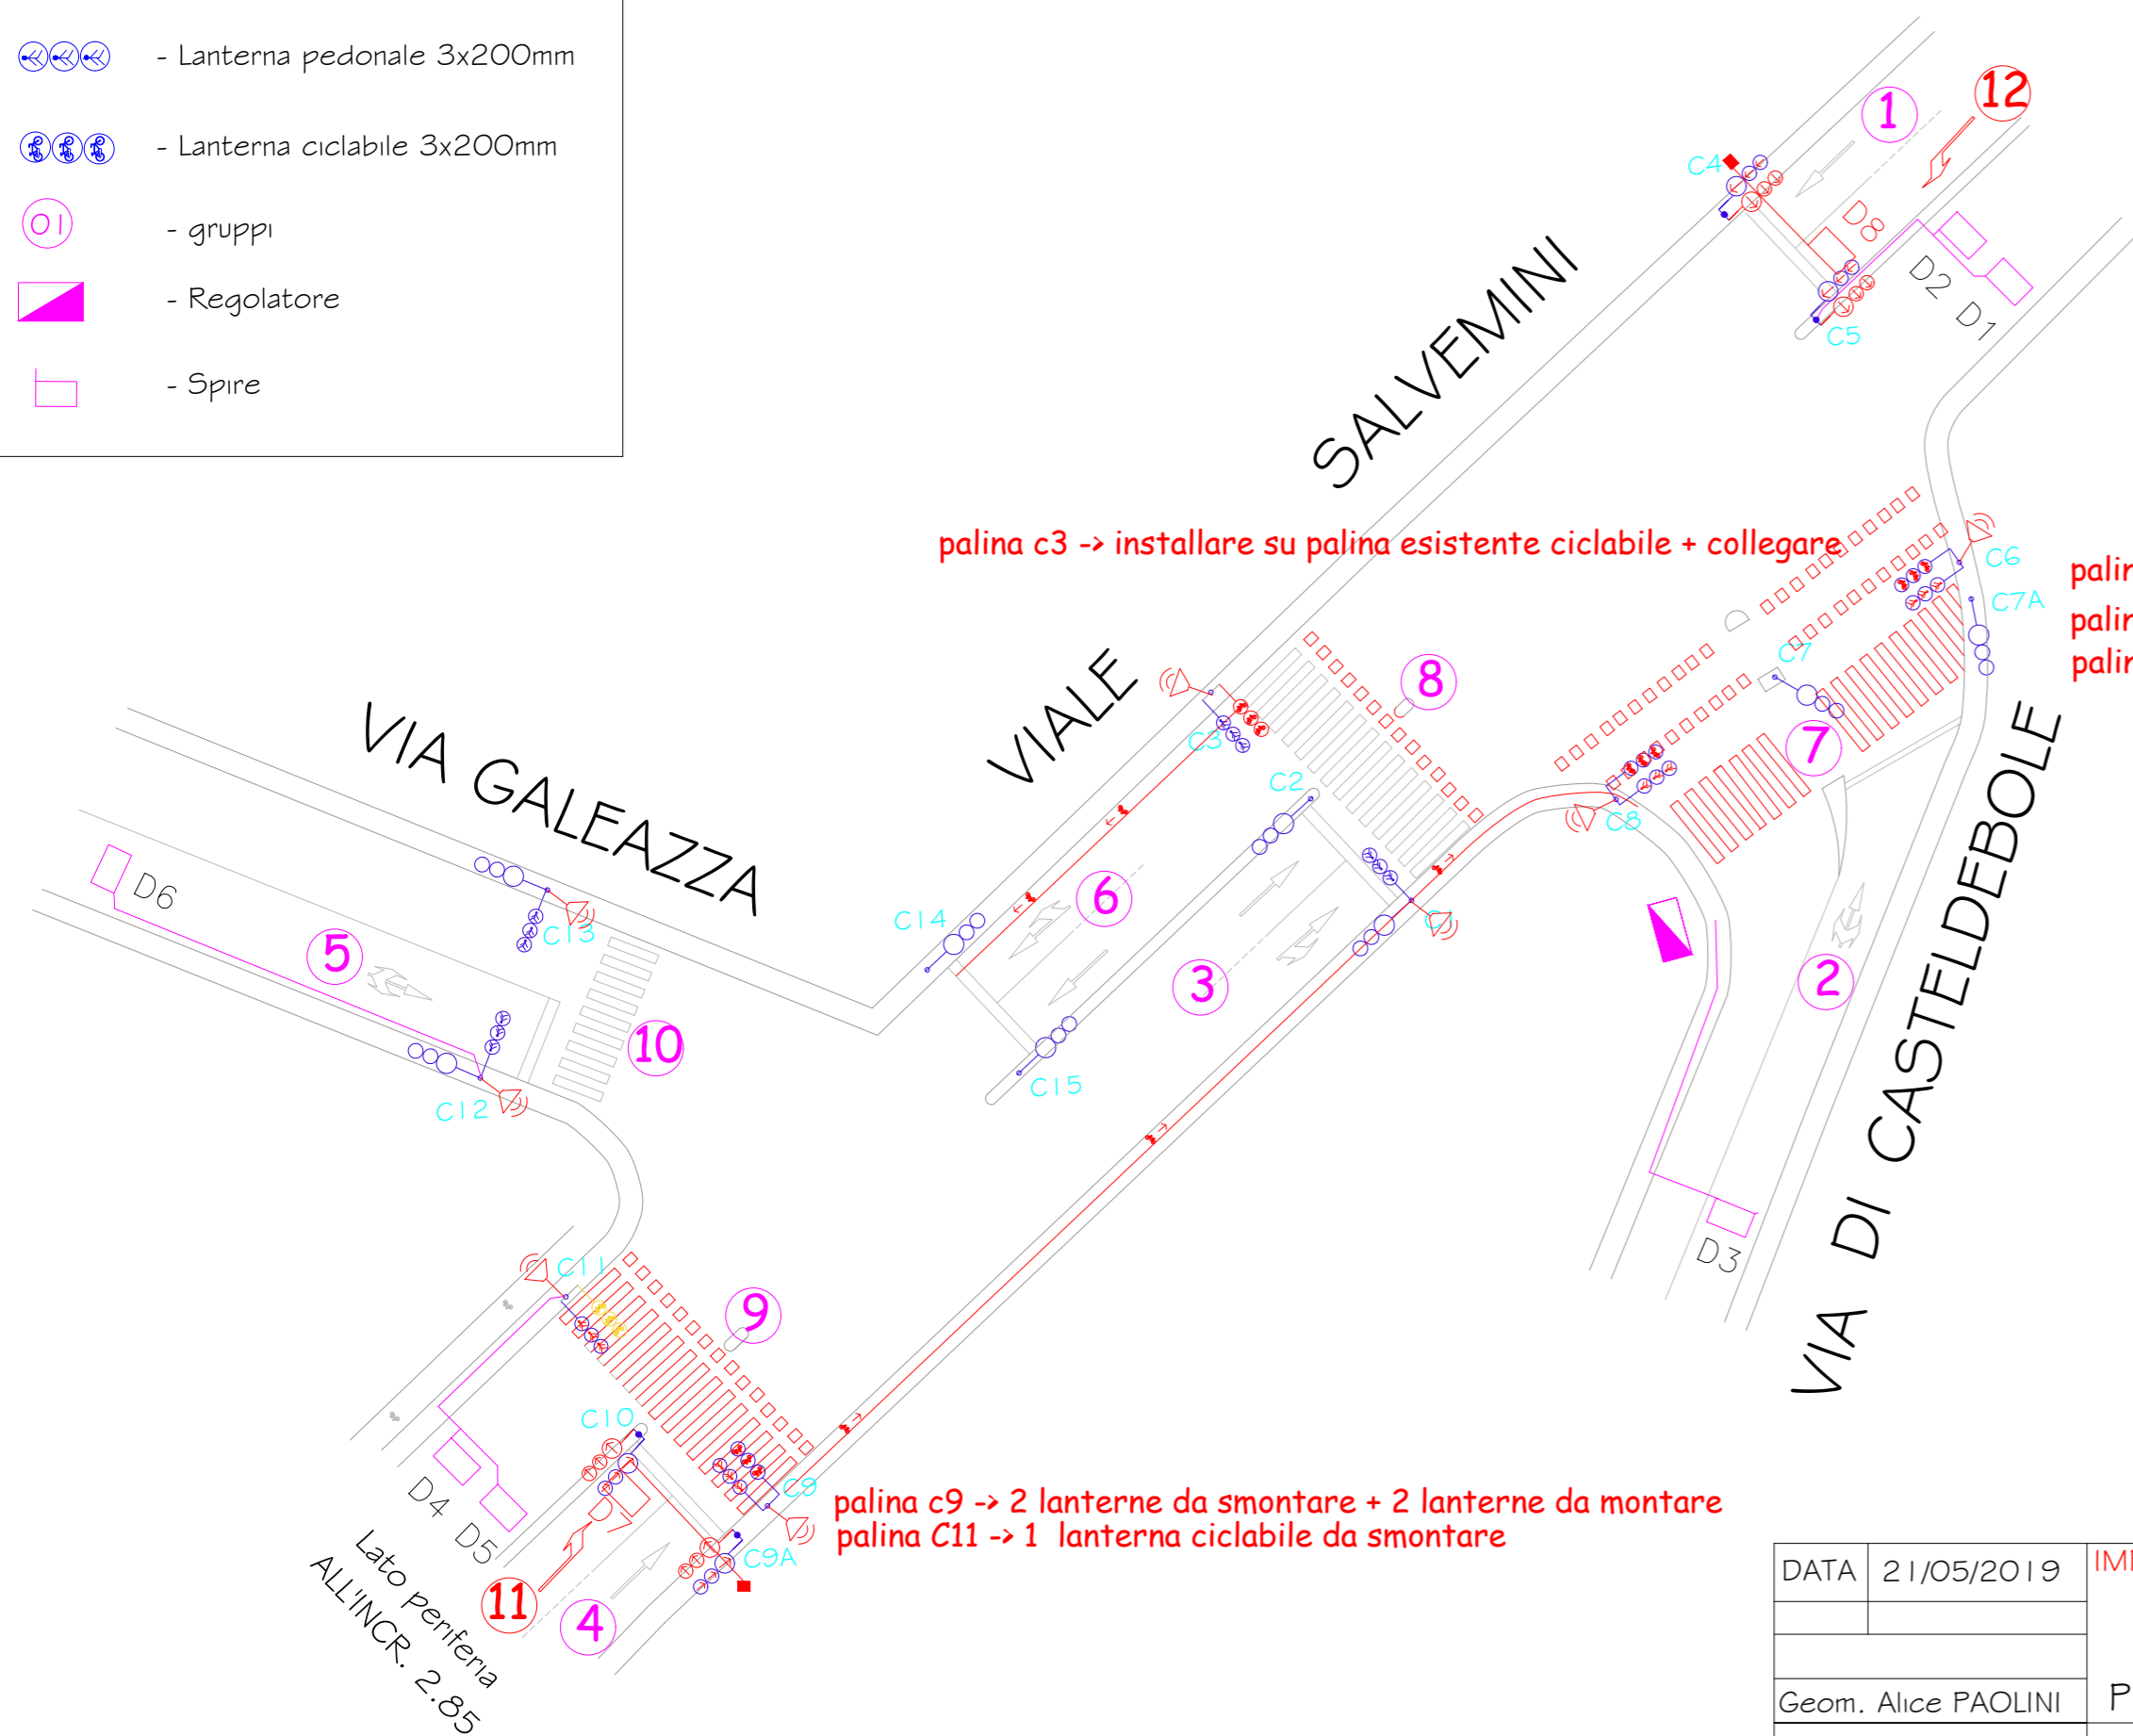 - Lanterna pedonale 3x200mm
- Lanterna ciclabile 3x200mm
01
- gruppi
- Regolatore
- Spire
1
12
C4
D8
D2
D1
C5
VIALE
SALVEMINI
palina c3 -> installare su palina esistente ciclabile + collegare
C6
C7A
C7
8
7
C3
C2
C8
VIA GALEAZZA
D6
C13
C14
6
5
3
2
10
C12
C15
D3
VIA DI CASTELDEBOLE
C11
9
C10
C9
D7
D4
D5
C9A
11
4
palina c9 -> 2 lanterne da smontare + 2 lanterne da montare
palina C11 -> 1 lanterna ciclabile da smontare
Lato periferia
ALL'INCR. 2.85
DATA
21/05/2019
Geom. Alice PAOLINI